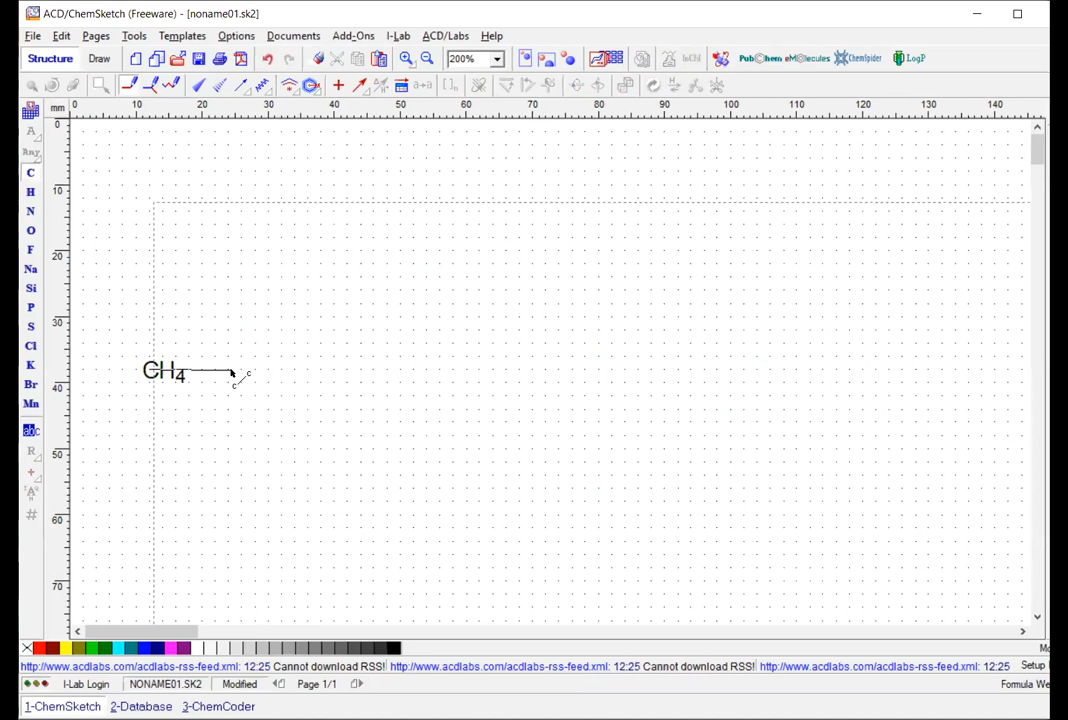 ACD/ChemSketch (Freeware) - [noname01.sk2]
File Edit Pages Tools Templates Options Documents Add-Ons I-Lab ACD/Labs Help
Structure Draw 200% InChI PubChem eMolecules ChemSpider LogP
mm 0 10 20 30 40 50 60 70 80 90 100 110 120 130 140
0
A
Any
C
10
H
N
O
20
F
Na
Si
P
30
S
Cl
K
CH4
C
C
40
Br
Mn
abc
R
50
A
#
60
70
http://www.acdlabs.com/acdlabs-rss-feed.xml: 12:25 Cannot download RSS! http://www.acdlabs.com/acdlabs-rss-feed.xml: 12:25 Cannot download RSS! http://www.acdlabs.com/acdlabs-rss-feed.xml: 12:25 Setup
I-Lab Login NONAME01.SK2 Modified Page 1/1 Formula We
1-ChemSketch 2-Database 3-ChemCoder